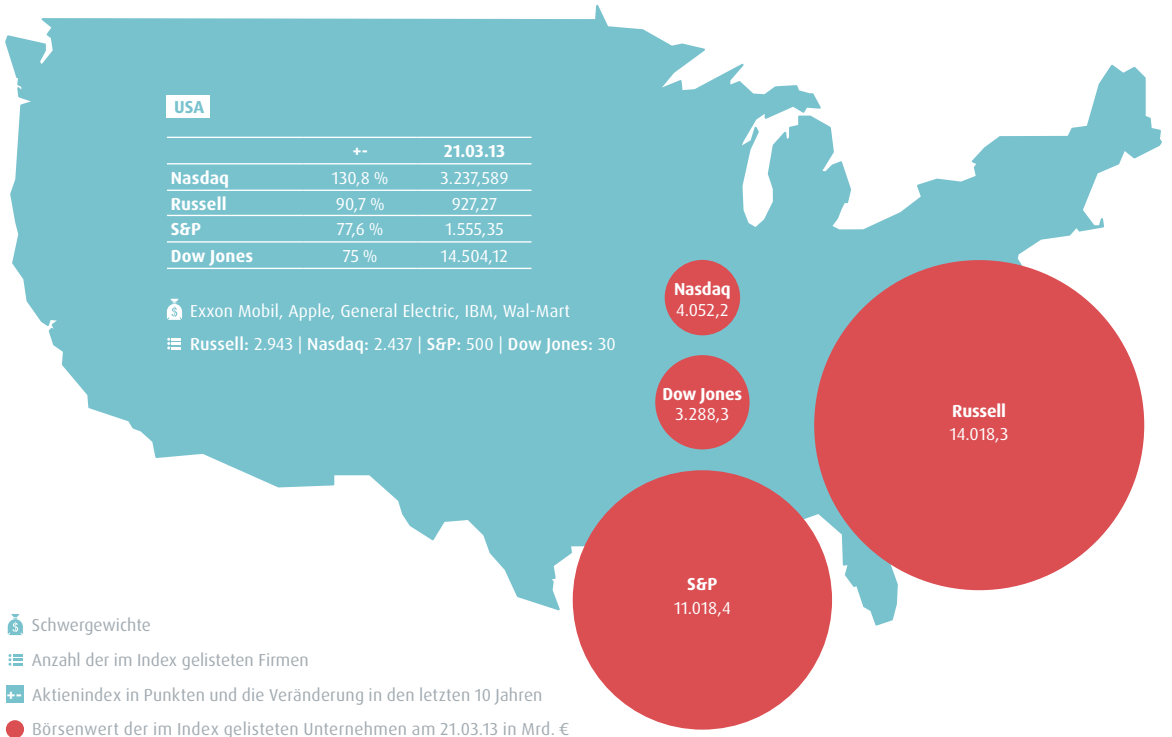 USA
+- 21.03.13
Nasdaq 130,8 % 3.237,589
Russell 90,7 % 927,27
S&P 77,6 % 1.555,35
Dow Jones 75 % 14.504,12
$ Exxon Mobil, Apple, General Electric, IBM, Wal-Mart
Russell: 2.943 | Nasdaq: 2.437 | S&P: 500 | Dow Jones: 30
Nasdaq
4.052,2
Dow Jones
3.288,3
Russell
14.018,3
S&P
11.018,4
$ Schwergewichte
Anzahl der im Index gelisteten Firmen
+- Aktienindex in Punkten und die Veränderung in den letzten 10 Jahren
Börsenwert der im Index gelisteten Unternehmen am 21.03.13 in Mrd. €